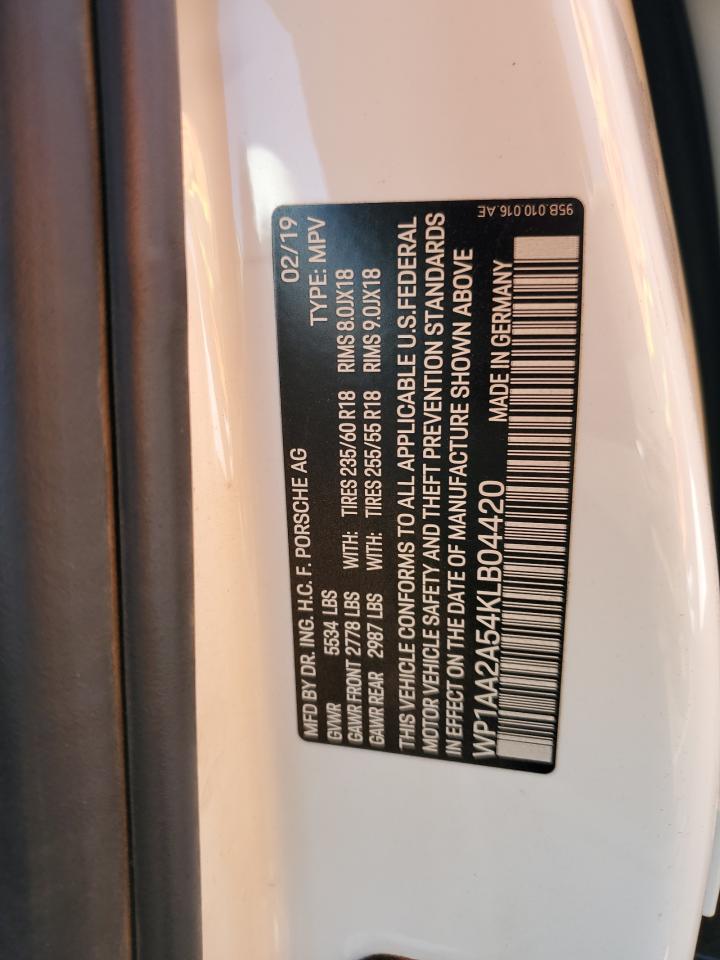 MFD BY DR. ING. H.C. F. PORSCHE AG 02/19
GVWR 5534 LBS TYPE: MPV
GAWR FRONT 2778 LBS WITH: TIRES 235/60 R18 RIMS 8.0JX18
GAWR REAR 2987 LBS WITH: TIRES 255/55 R18 RIMS 9.0JX18
THIS VEHICLE CONFORMS TO ALL APPLICABLE U.S. FEDERAL
MOTOR VEHICLE SAFETY AND THEFT PREVENTION STANDARDS
IN EFFECT ON THE DATE OF MANUFACTURE SHOWN ABOVE
WP1AA2A54KLB04420 MADE IN GERMANY
95B.010.016.AE